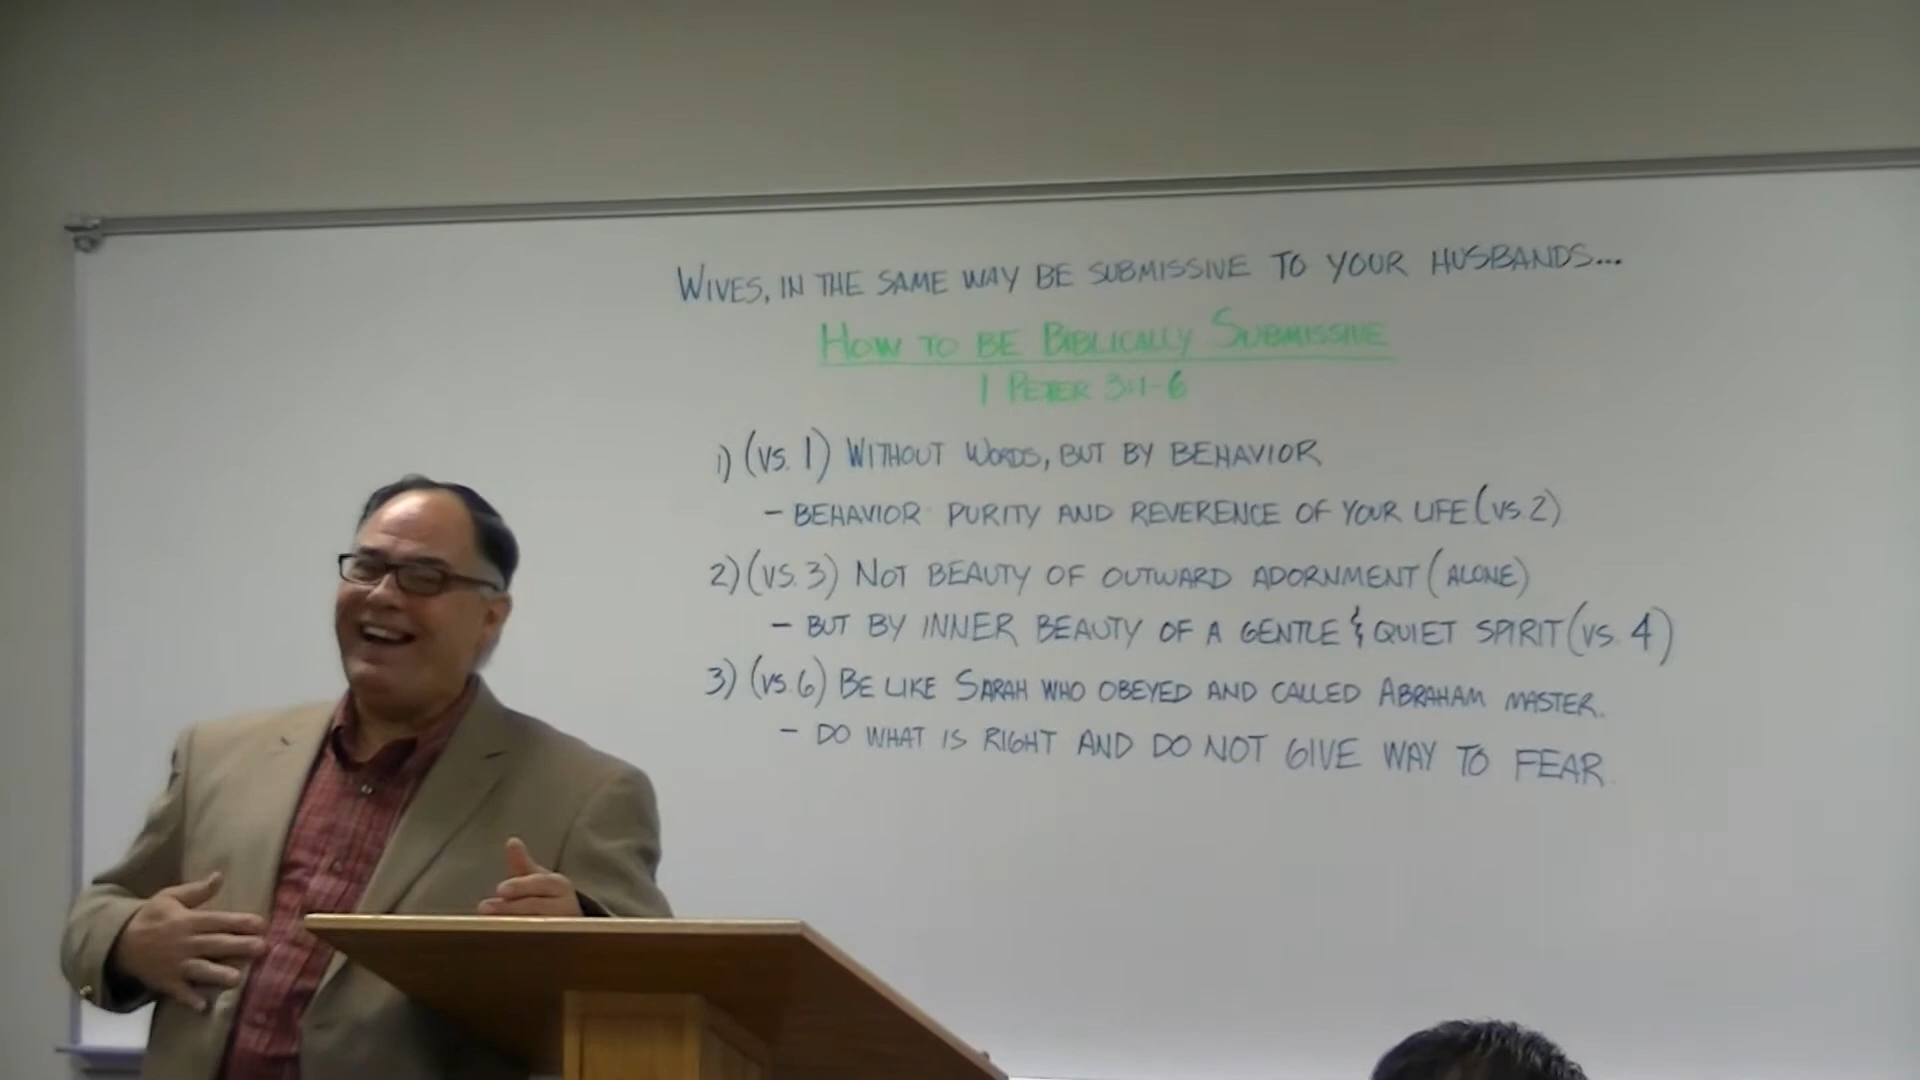 WIVES, IN THE SAME WAY BE SUBMISSIVE TO YOUR HUSBANDS...
HOW TO BE BIBLICALLY SUBMISSIVE
1 PETER 3:1-6
1) (VS. 1) WITHOUT WORDS, BUT BY BEHAVIOR
- BEHAVIOR PURITY AND REVERENCE OF YOUR LIFE (VS. 2)
2) (VS. 3) NOT BEAUTY OF OUTWARD ADORNMENT (ALONE)
- BUT BY INNER BEAUTY OF A GENTLE & QUIET SPIRIT (VS. 4)
3) (VS. 6) BE LIKE SARAH WHO OBEYED AND CALLED ABRAHAM MASTER.
- DO WHAT IS RIGHT AND DO NOT GIVE WAY TO FEAR.